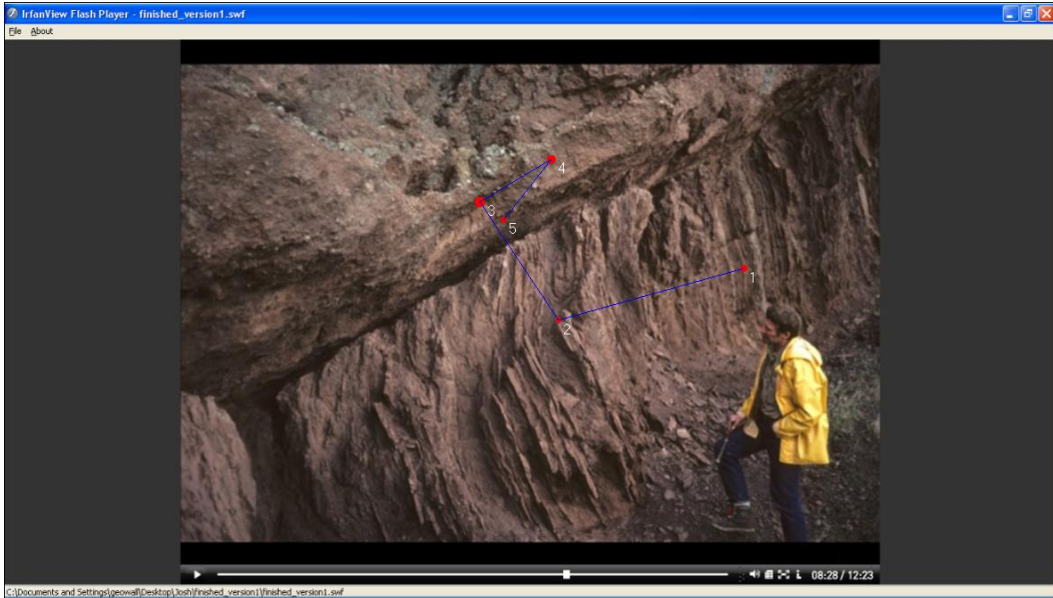 IrfanView Flash Player - finished_version1.swf
File About
4
3
5
1
2
08:28 / 12:23
C:\Documents and Settings\geowall\Desktop\Josh\finished_version1\finished_version1.swf